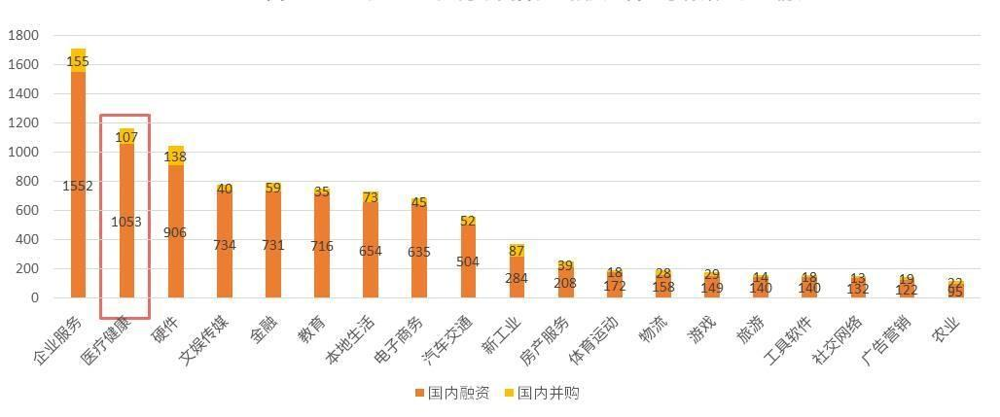 1800
1600
1400
1200
1000
800
600
400
200
0
155 107 138 40 59 35 73 45 52 87 39 18 28 29 14 18 13 19 22
1552 1053 906 734 731 716 654 635 504 284 208 172 158 149 140 140 132 122 95
企业服务 医疗健康 硬件 文娱传媒 金融 教育 本地生活 电子商务 汽车交通 新工业 房产服务 体育运动 物流 游戏 旅游 工具软件 社交网络 广告营销 农业
国内融资 国内并购